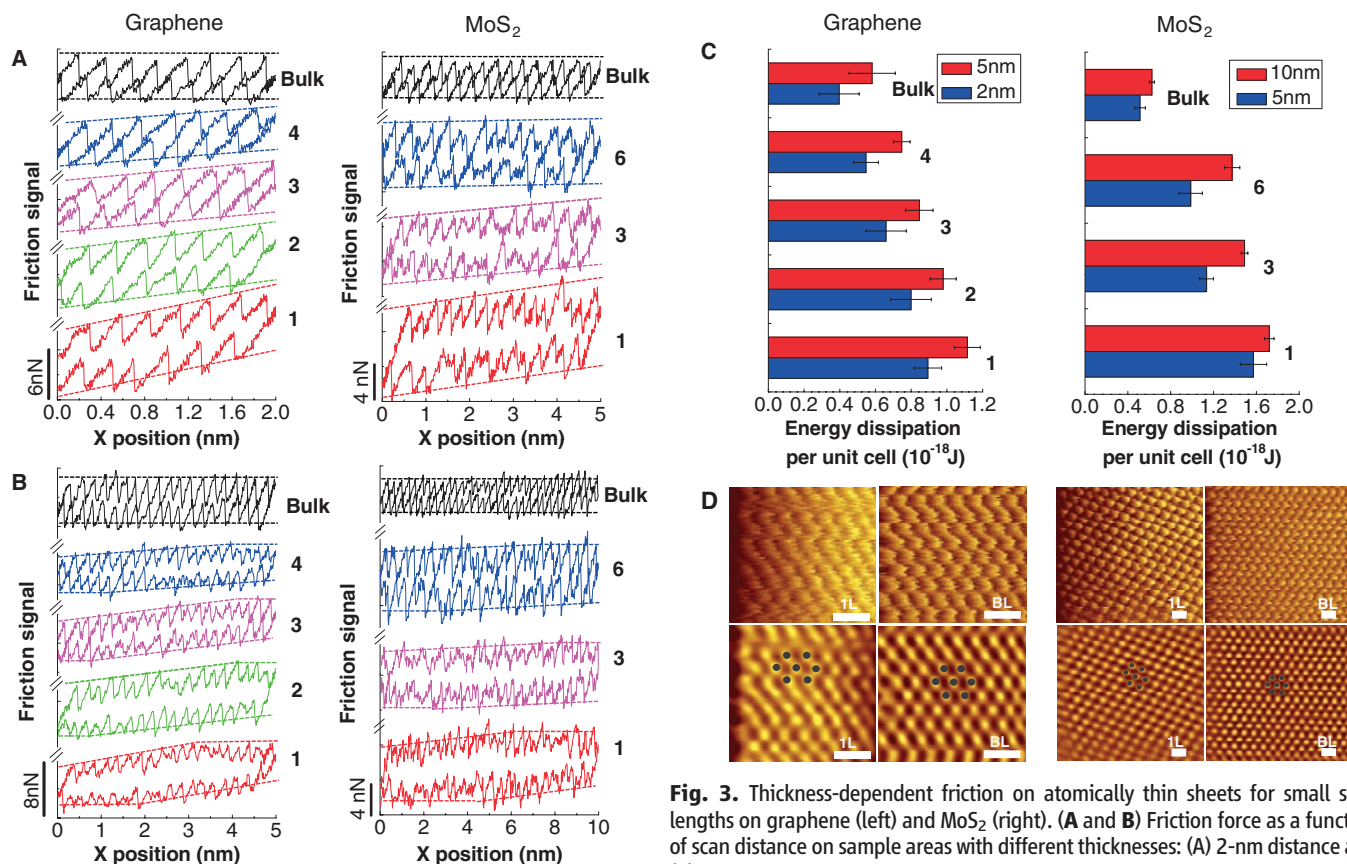 Graphene
MoS₂
A
Bulk
4
3
2
1
Friction signal
6nN
0.0 0.4 0.8 1.2 1.6 2.0
X position (nm)
Bulk
6
3
1
Friction signal
4 nN
0 1 2 3 4 5
X position (nm)
B
Bulk
4
3
2
1
Friction signal
8nN
0 1 2 3 4 5
X position (nm)
Bulk
6
3
1
Friction signal
4 nN
0 2 4 6 8 10
X position (nm)
C
Graphene
5nm
2nm
Bulk
4
3
2
1
0.0 0.2 0.4 0.6 0.8 1.0 1.2
Energy dissipation
per unit cell (10⁻¹⁸J)
MoS₂
10nm
5nm
Bulk
6
3
1
0.0 0.4 0.8 1.2 1.6 2.0
Energy dissipation
per unit cell (10⁻¹⁸J)
D
1L
BL
1L
BL
1L
BL
1L
BL
Fig. 3. Thickness-dependent friction on atomically thin sheets for small s
lengths on graphene (left) and MoS₂ (right). (A and B) Friction force as a funct
of scan distance on sample areas with different thicknesses: (A) 2-nm distance a